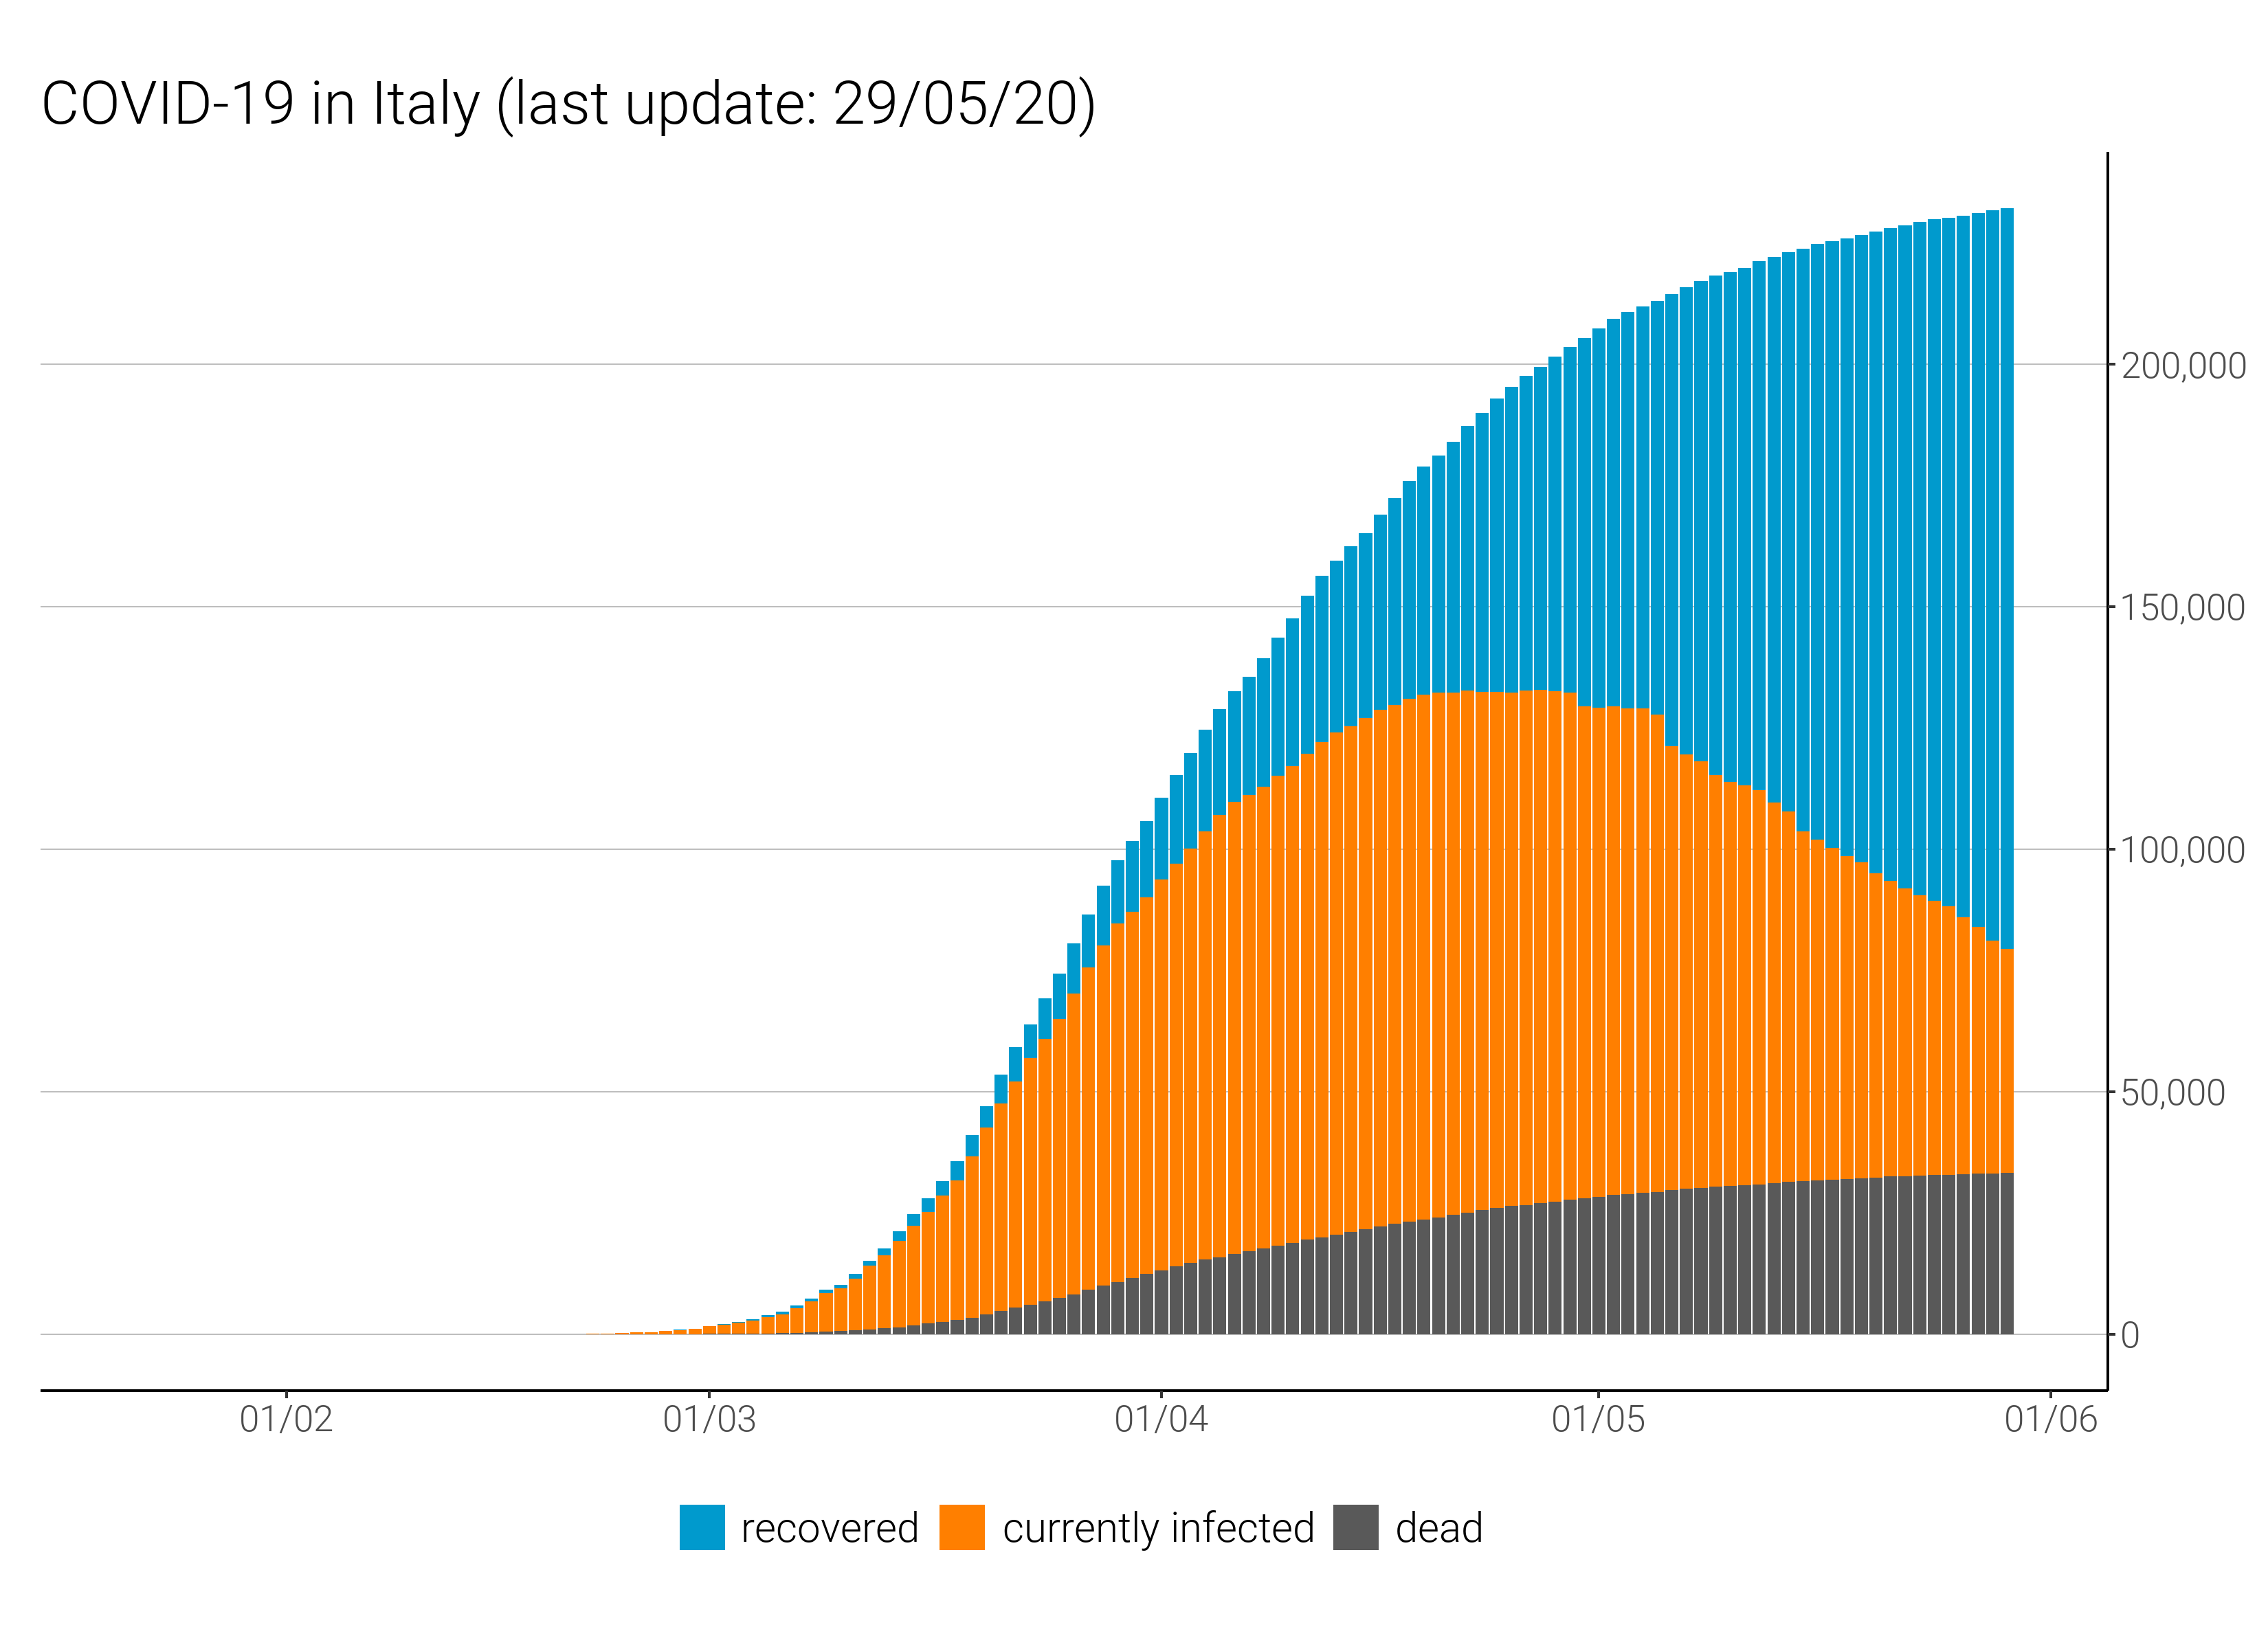 COVID-19 in Italy (last update: 29/05/20)
200,000
150,000
100,000
50,000
0
01/02 01/03 01/04 01/05 01/06
recovered currently infected dead